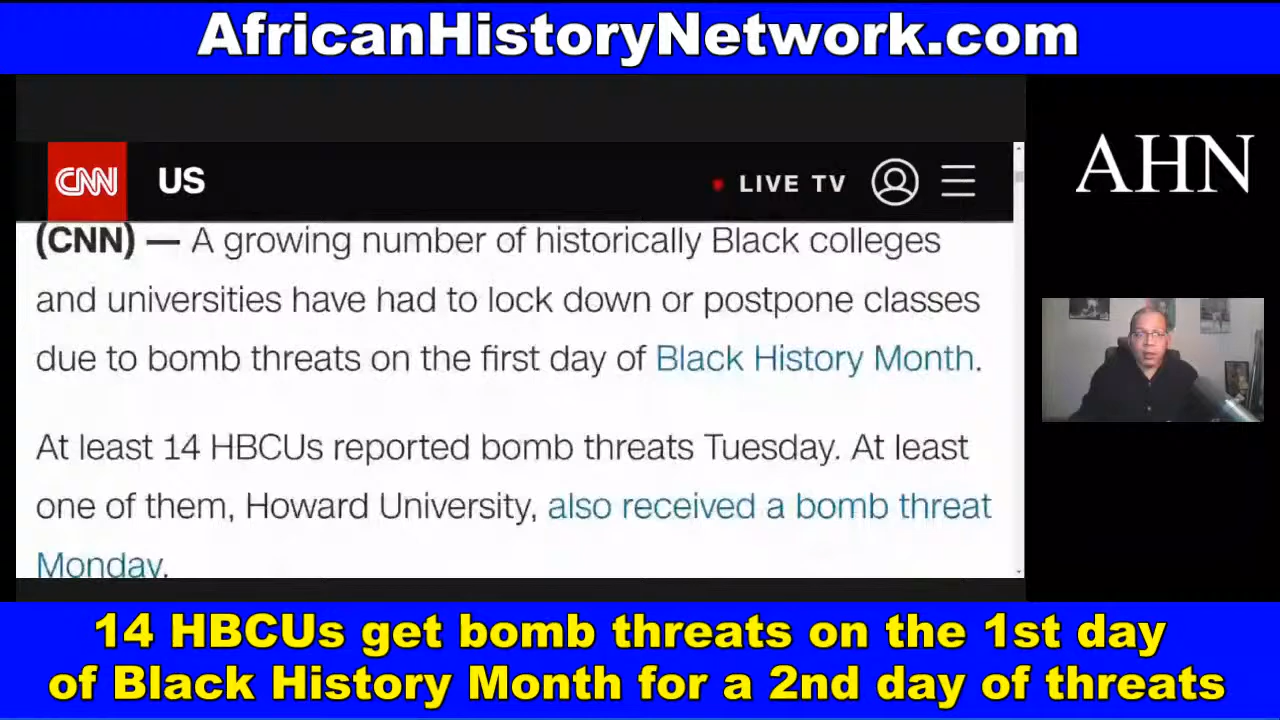 AfricanHistoryNetwork.com
CNN US LIVE TV
AHN
(CNN) — A growing number of historically Black colleges
and universities have had to lock down or postpone classes
due to bomb threats on the first day of Black History Month.
At least 14 HBCUs reported bomb threats Tuesday. At least
one of them, Howard University, also received a bomb threat
Monday.
14 HBCUs get bomb threats on the 1st day
of Black History Month for a 2nd day of threats